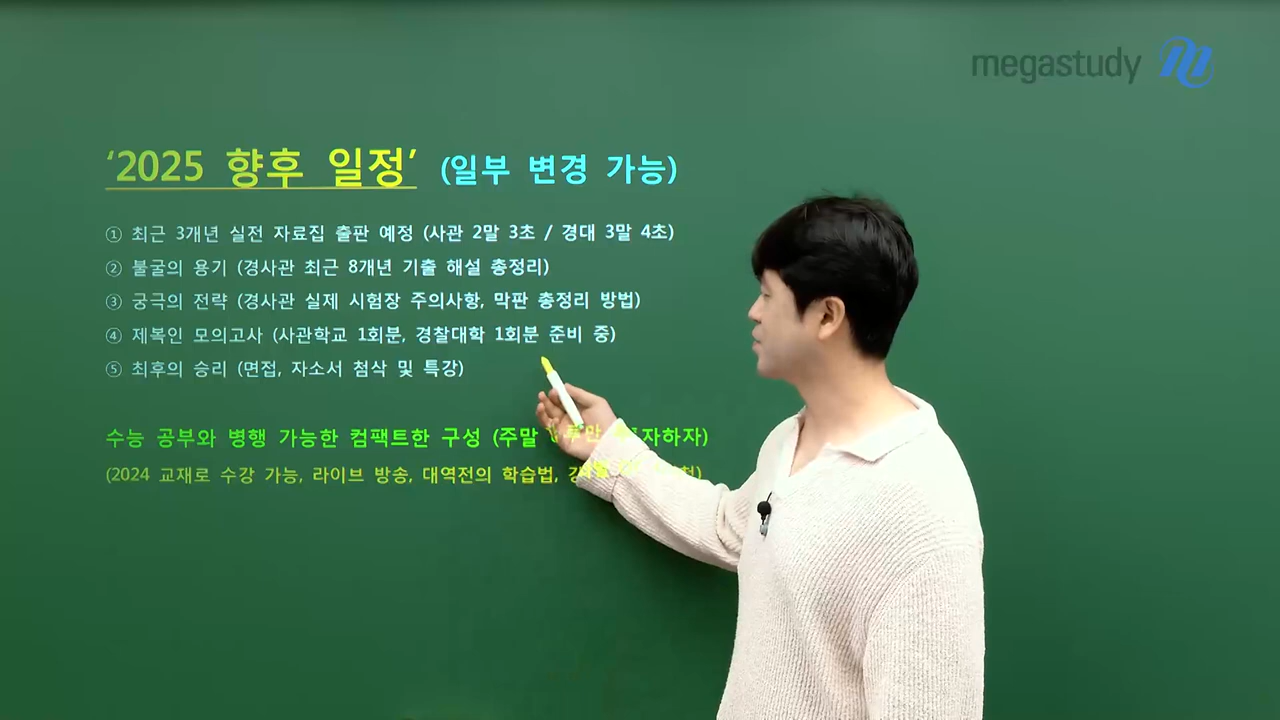 megastudy
‘2025 향후 일정’ (일부 변경 가능)
① 최근 3개년 실전 자료집 출판 예정 (사관 2말 3초 / 경대 3말 4초)
② 불굴의 용기 (경사관 최근 8개년 기출 해설 총정리)
③ 궁극의 전략 (경사관 실제 시험장 주의사항, 막판 총정리 방법)
④ 제복인 모의고사 (사관학교 1회분, 경찰대학 1회분 준비 중)
⑤ 최후의 승리 (면접, 자소서 첨삭 및 특강)
수능 공부와 병행 가능한 컴팩트한 구성 (주말
(2024 교재로 수강 가능, 라이브 방송, 대역전의 학습법,